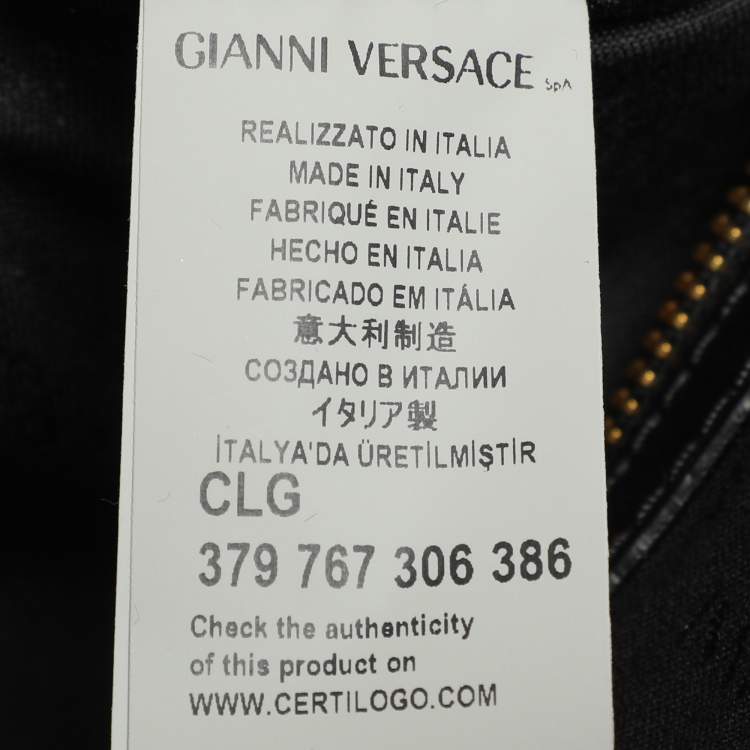 GIANNI VERSACE SpA
REALIZZATO IN ITALIA
MADE IN ITALY
FABRIQUÉ EN ITALIE
HECHO EN ITALIA
FABRICADO EM ITÁLIA
意大利制造
СОЗДАНО В ИТАЛИИ
イタリア製
İTALYA'DA ÜRETİLMİŞTİR
CLG
379 767 306 386
Check the authenticity
of this product on
WWW.CERTILOGO.COM